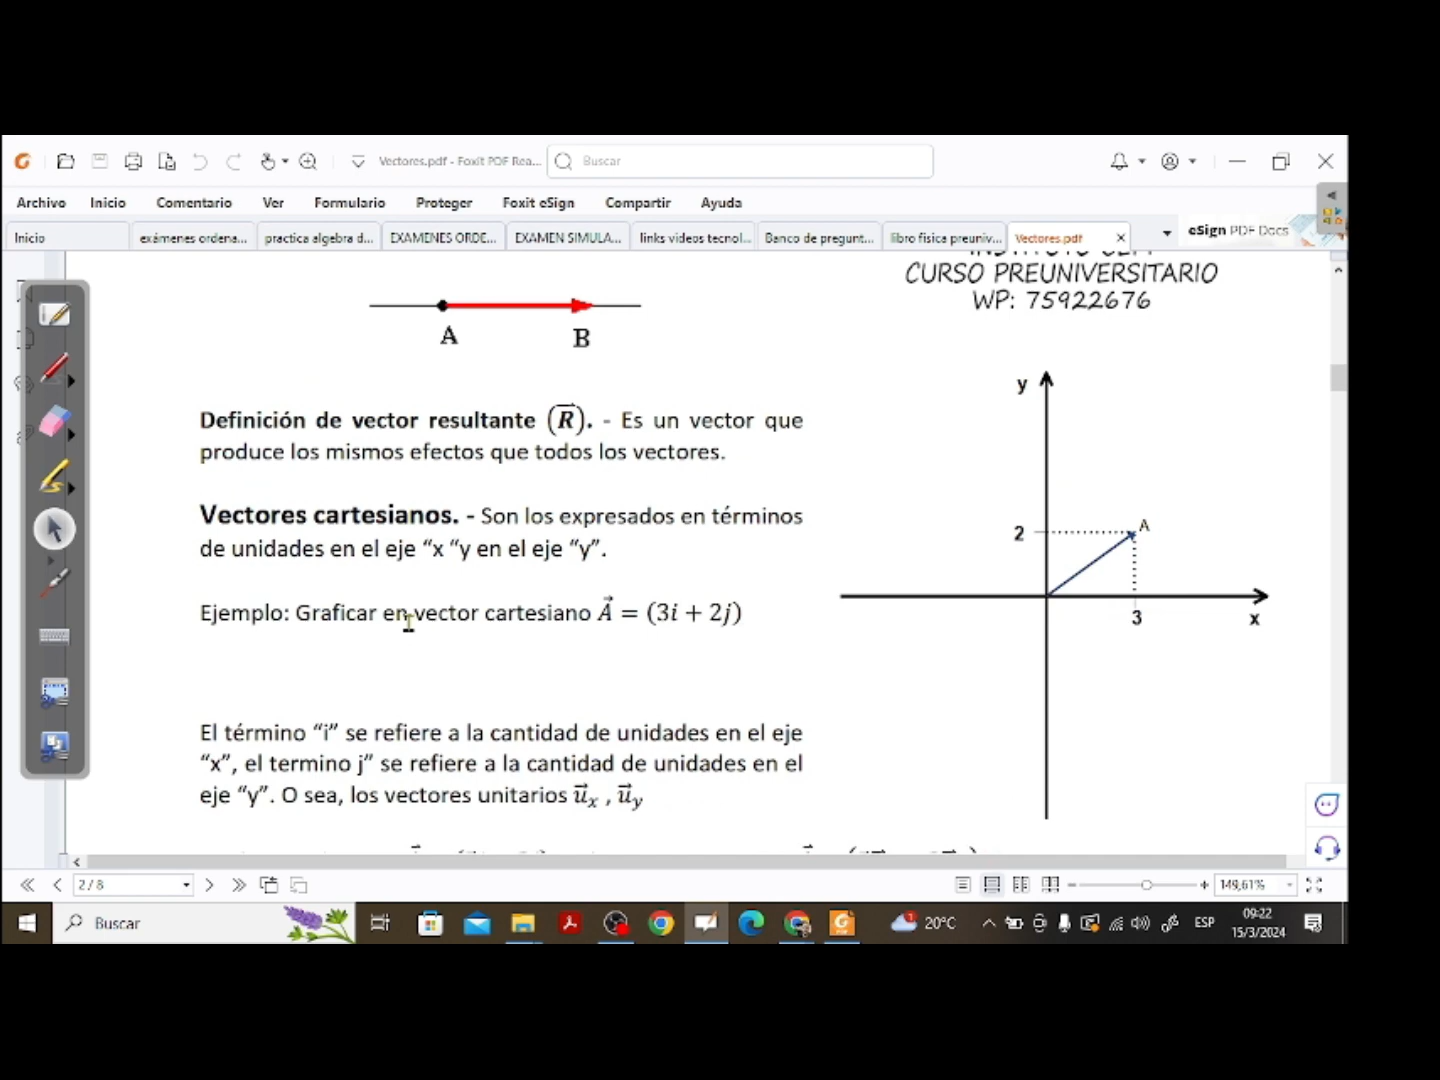 Vectores.pdf - Foxit PDF Rea...
Buscar
Archivo Inicio Comentario Ver Formulario Proteger Foxit eSign Compartir Ayuda
Inicio
exámenes ordena...
practica algebra d...
EXAMENES ORDE...
EXAMEN SIMULA...
links videos tecnol...
Banco de pregunt...
libro fisica preuniv...
Vectores.pdf
eSign PDF Docs
CURSO PREUNIVERSITARIO
WP: 75922676
A B
Definición de vector resultante (R⃗). - Es un vector que
produce los mismos efectos que todos los vectores.
Vectores cartesianos. - Son los expresados en términos
de unidades en el eje “x “y en el eje “y”.
Ejemplo: Graficar en vector cartesiano A⃗ = (3i + 2j)
El término “i” se refiere a la cantidad de unidades en el eje
“x”, el termino j” se refiere a la cantidad de unidades en el
eje “y”. O sea, los vectores unitarios u⃗x , u⃗y
y
A
2
3
x
2 / 8
149,61%
Buscar
20°C
ESP
09:22
15/3/2024